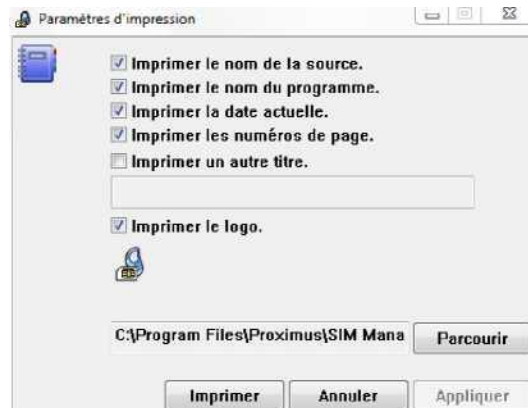 Paramètres d'impression
Imprimer le nom de la source.
Imprimer le nom du programme.
Imprimer la date actuelle.
Imprimer les numéros de page.
Imprimer un autre titre.
Imprimer le logo.
C:\Program Files\Proximus\SIM Mana
Parcourir
Imprimer
Annuler
Appliquer